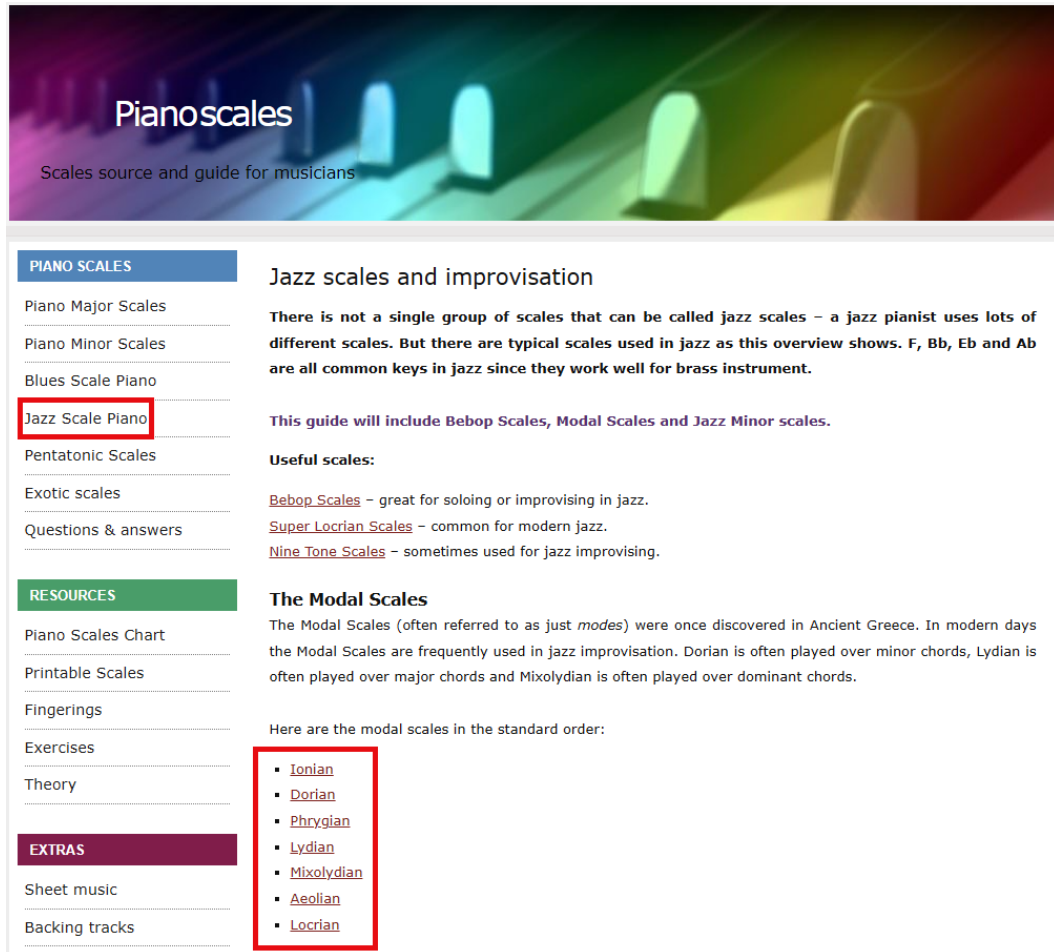 Pianoscales
Scales source and guide for musicians
PIANO SCALES
Piano Major Scales
Piano Minor Scales
Blues Scale Piano
Jazz Scale Piano
Pentatonic Scales
Exotic scales
Questions & answers
RESOURCES
Piano Scales Chart
Printable Scales
Fingerings
Exercises
Theory
EXTRAS
Sheet music
Backing tracks
Jazz scales and improvisation
There is not a single group of scales that can be called jazz scales – a jazz pianist uses lots of
different scales. But there are typical scales used in jazz as this overview shows. F, Bb, Eb and Ab
are all common keys in jazz since they work well for brass instrument.
This guide will include Bebop Scales, Modal Scales and Jazz Minor scales.
Useful scales:
Bebop Scales – great for soloing or improvising in jazz.
Super Locrian Scales – common for modern jazz.
Nine Tone Scales – sometimes used for jazz improvising.
The Modal Scales
The Modal Scales (often referred to as just modes) were once discovered in Ancient Greece. In modern days
the Modal Scales are frequently used in jazz improvisation. Dorian is often played over minor chords, Lydian is
often played over major chords and Mixolydian is often played over dominant chords.
Here are the modal scales in the standard order:
Ionian
Dorian
Phrygian
Lydian
Mixolydian
Aeolian
Locrian